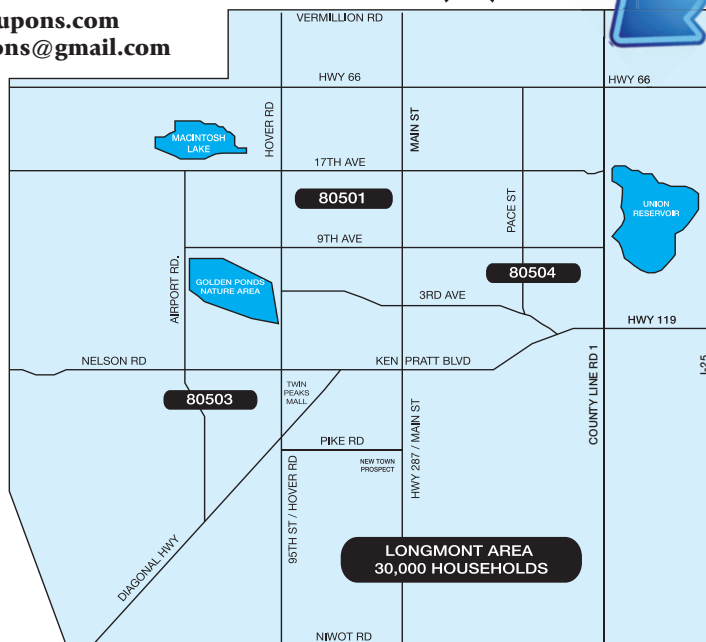 upons.com
ons@gmail.com
VERMILLION RD
HWY 66
HWY 66
HOVER RD
MAIN ST
MACINTOSH
LAKE
17TH AVE
80501
PACE ST
UNION
RESERVOIR
9TH AVE
AIRPORT RD.
80504
GOLDEN PONDS
NATURE AREA
3RD AVE
HWY 119
NELSON RD
KEN PRATT BLVD
I-25
COUNTY LINE RD 1
TWIN
PEAKS
MALL
80503
PIKE RD
NEW TOWN
PROSPECT
HWY 287 / MAIN ST
95TH ST / HOVER RD
DIAGONAL HWY
LONGMONT AREA
30,000 HOUSEHOLDS
NIWOT RD